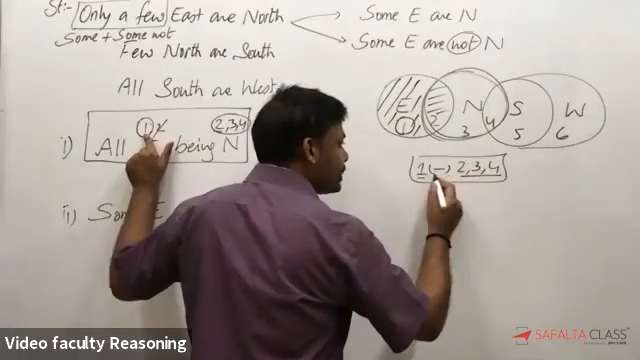 St:- Only a few East are North
Some E are N
Some E are not N
Some + Some not
Few North are South
All South are West
1 2
2,3,4
i) All being N
ii) Some E
E N S W
1 2 3 4 5 6
1 (–, 2, 3, 4
Video faculty Reasoning
SAFALTA CLASS